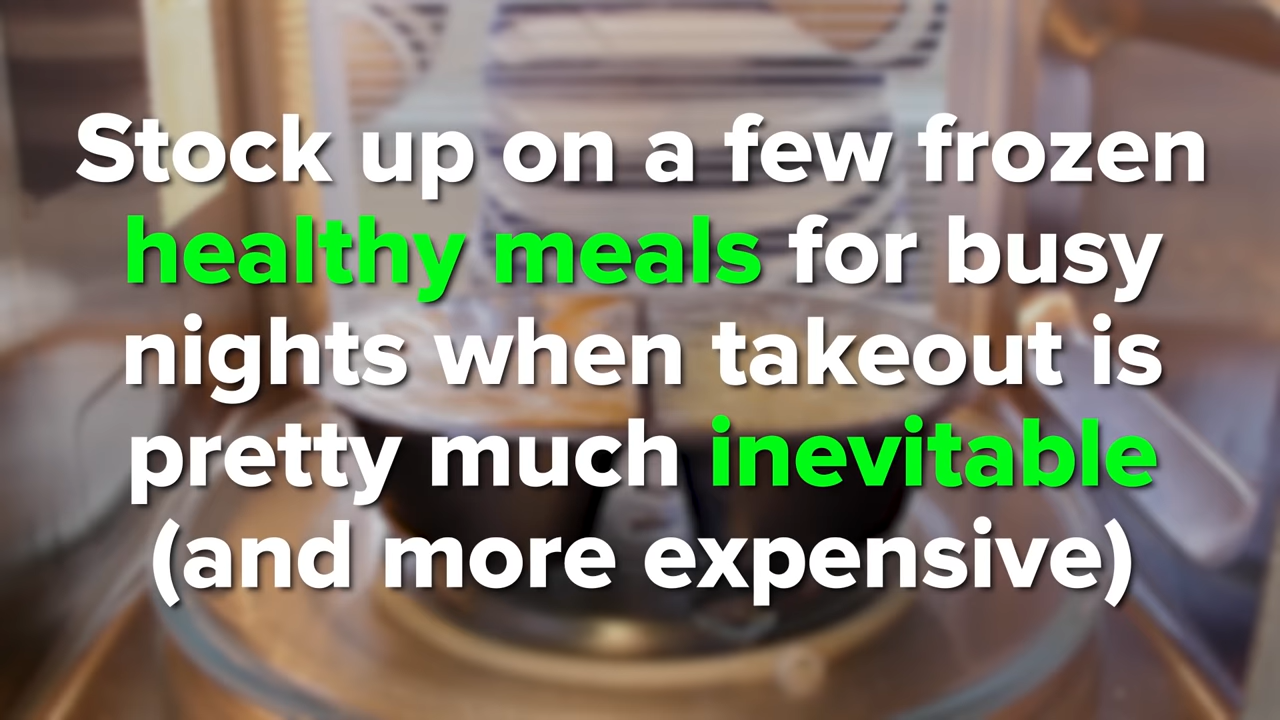 Stock up on a few frozen
healthy meals for busy
nights when takeout is
pretty much inevitable
(and more expensive)